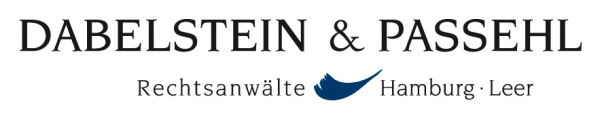 DABELSTEIN & PASSEHL
Rechtsanwälte Hamburg · Leer